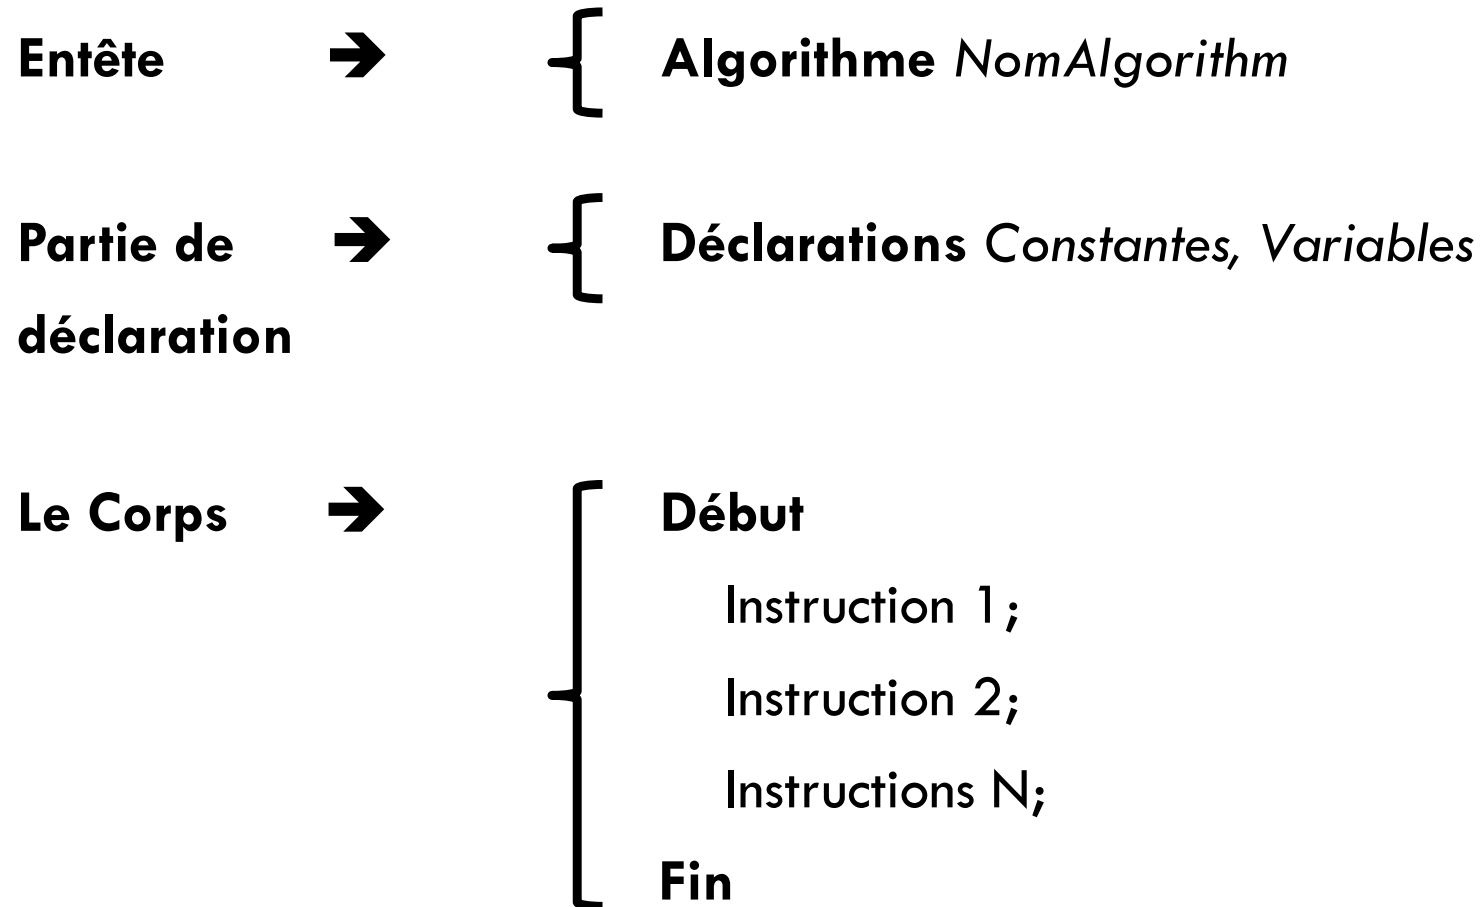 Entête ➔ { Algorithme NomAlgorithm
Partie de ➔ { Déclarations Constantes, Variables
déclaration
Le Corps ➔ { Début
Instruction 1;
Instruction 2;
Instructions N;
Fin